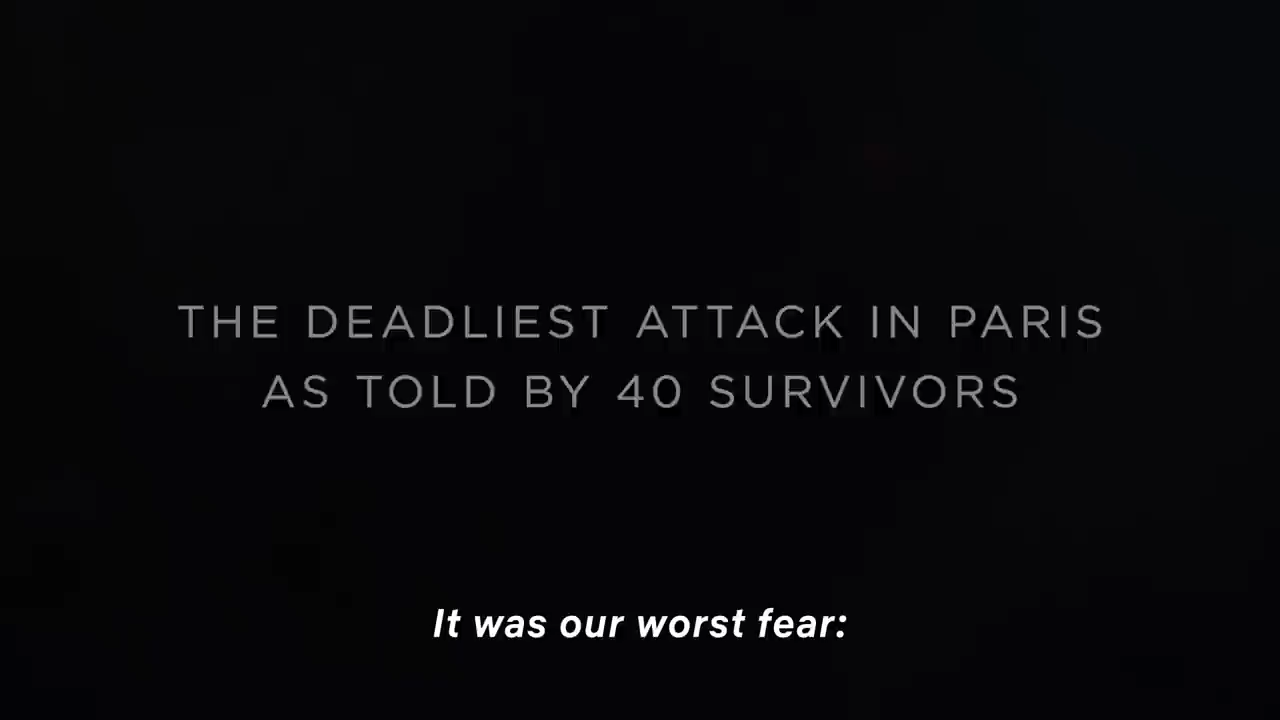 THE DEADLIEST ATTACK IN PARIS
AS TOLD BY 40 SURVIVORS
It was our worst fear: